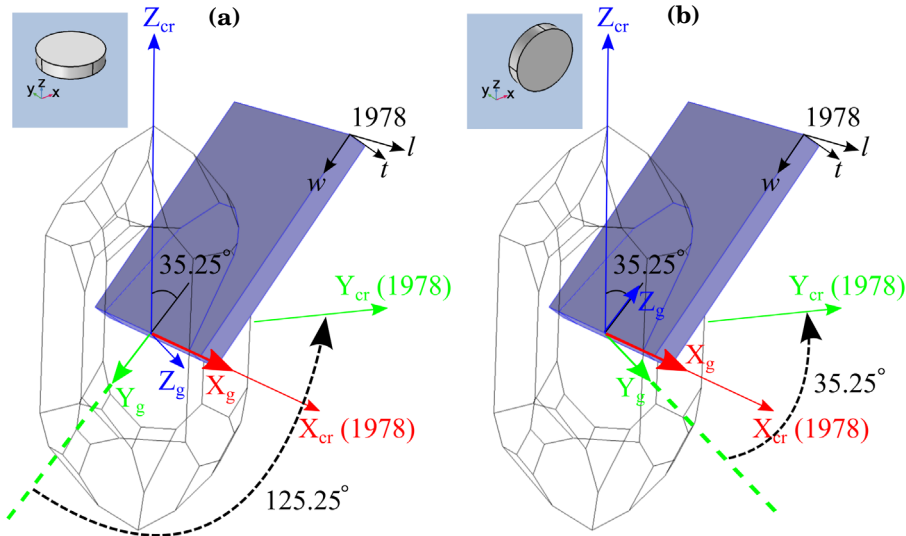 (a)
Z_cr
z
y x
1978
l
t
w
35.25°
Y_cr (1978)
Z_g
X_g
Y_g
X_cr (1978)
125.25°
(b)
Z_cr
z
y x
1978
l
t
w
35.25°
Z_g
Y_cr (1978)
X_g
Y_g
35.25°
X_cr (1978)